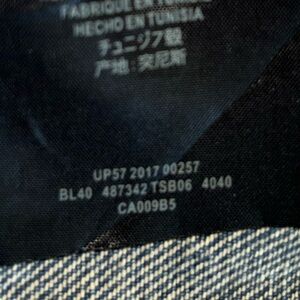 FABRIQUE EN TUNISIE
HECHO EN TUNISIA
チュニジア製
产地: 突尼斯
UP57 2017 00257
BL40 487342 TSB06 4040
CA009B5